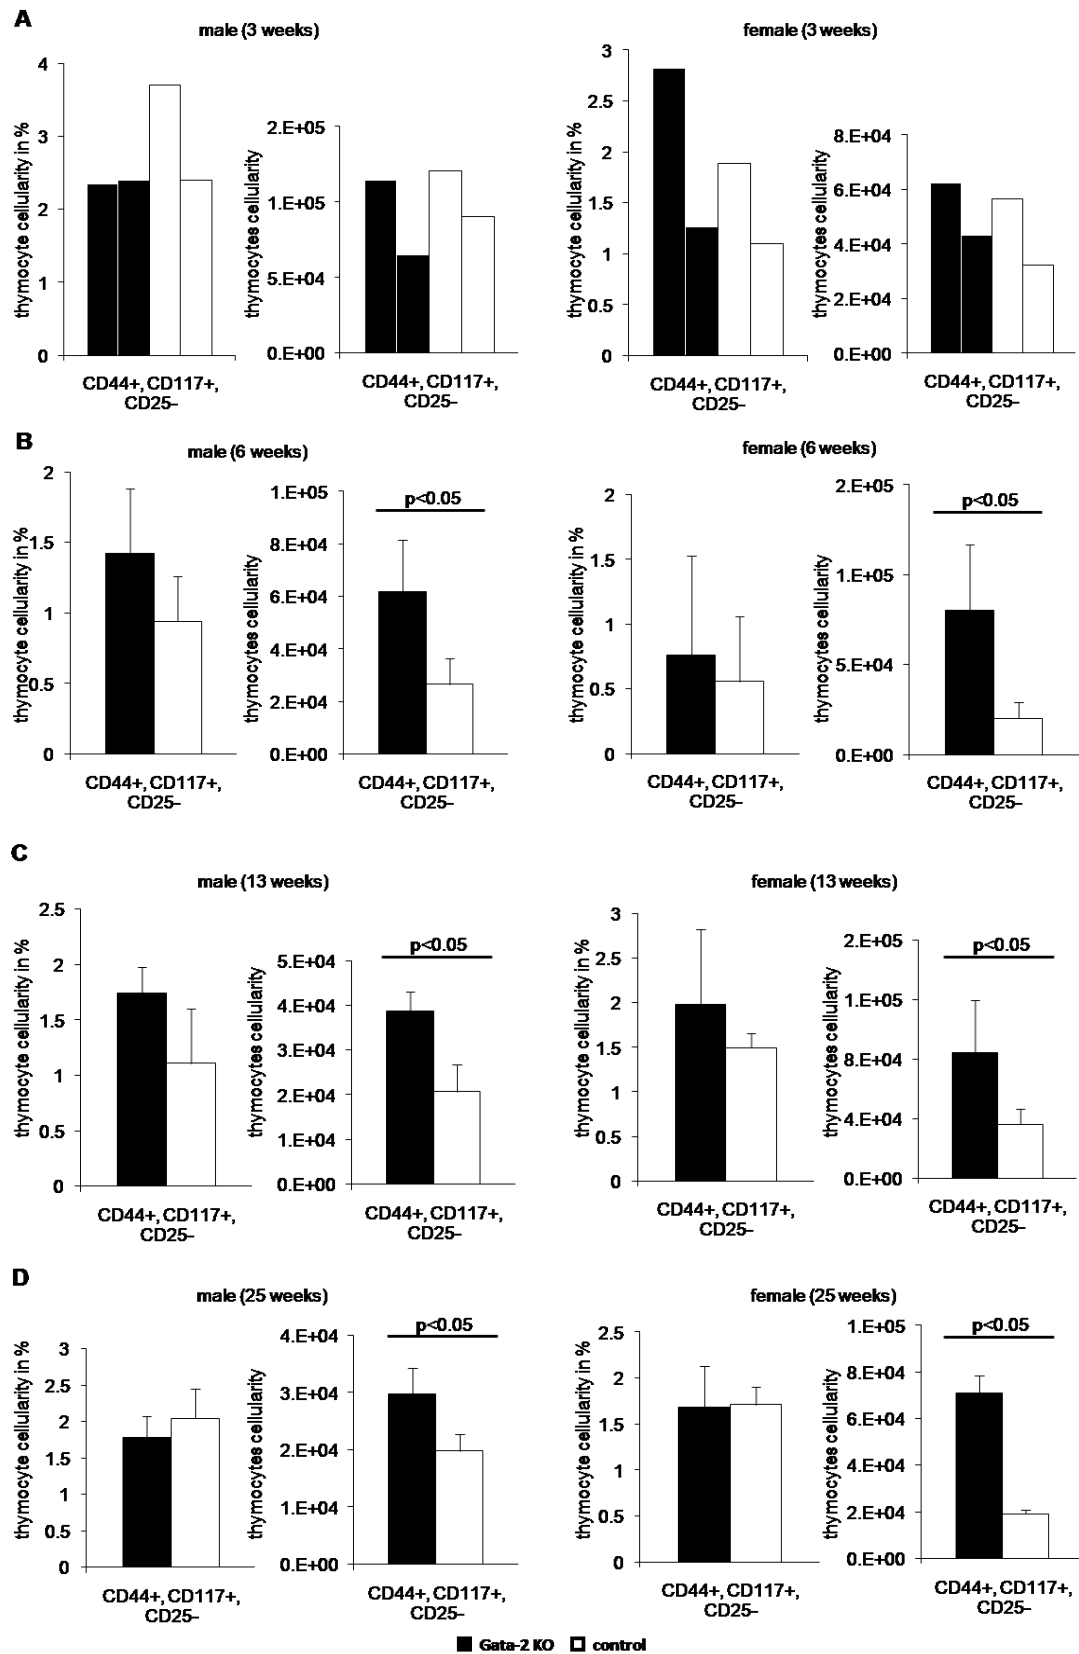 A
male (3 weeks)
female (3 weeks)
thymocyte cellularity in %
4
3
2
1
0
CD44+, CD117+,
CD25–
thymocytes cellularity
2.E+05
1.E+05
5.E+04
0.E+00
CD44+, CD117+,
CD25–
thymocyte cellularity in %
3
2.5
2
1.5
1
0.5
0
CD44+, CD117+,
CD25–
thymocytes cellularity
8.E+04
6.E+04
4.E+04
2.E+04
0.E+00
CD44+, CD117+,
CD25–
B
male (6 weeks)
female (6 weeks)
thymocyte cellularity in %
2
1.5
1
0.5
0
CD44+, CD117+,
CD25–
thymocytes cellularity
1.E+05
8.E+04
6.E+04
4.E+04
2.E+04
0.E+00
p<0.05
CD44+, CD117+,
CD25–
thymocyte cellularity in %
2
1.5
1
0.5
0
CD44+, CD117+,
CD25–
thymocytes cellularity
2.E+05
1.E+05
5.E+04
0.E+00
p<0.05
CD44+, CD117+,
CD25–
C
male (13 weeks)
female (13 weeks)
thymocyte cellularity in %
2.5
2
1.5
1
0.5
0
CD44+, CD117+,
CD25–
thymocytes cellularity
5.E+04
4.E+04
3.E+04
2.E+04
1.E+04
0.E+00
p<0.05
CD44+, CD117+,
CD25–
thymocyte cellularity in %
3
2.5
2
1.5
1
0.5
0
CD44+, CD117+,
CD25–
thymocytes cellularity
2.E+05
1.E+05
8.E+04
4.E+04
0.E+00
p<0.05
CD44+, CD117+,
CD25–
D
male (25 weeks)
female (25 weeks)
thymocyte cellularity in %
3
2.5
2
1.5
1
0.5
0
CD44+, CD117+,
CD25–
thymocytes cellularity
4.E+04
3.E+04
2.E+04
1.E+04
0.E+00
p<0.05
CD44+, CD117+,
CD25–
thymocyte cellularity in %
2.5
2
1.5
1
0.5
0
CD44+, CD117+,
CD25–
thymocytes cellularity
1.E+05
8.E+04
6.E+04
4.E+04
2.E+04
0.E+00
p<0.05
CD44+, CD117+,
CD25–
Gata-2 KO control